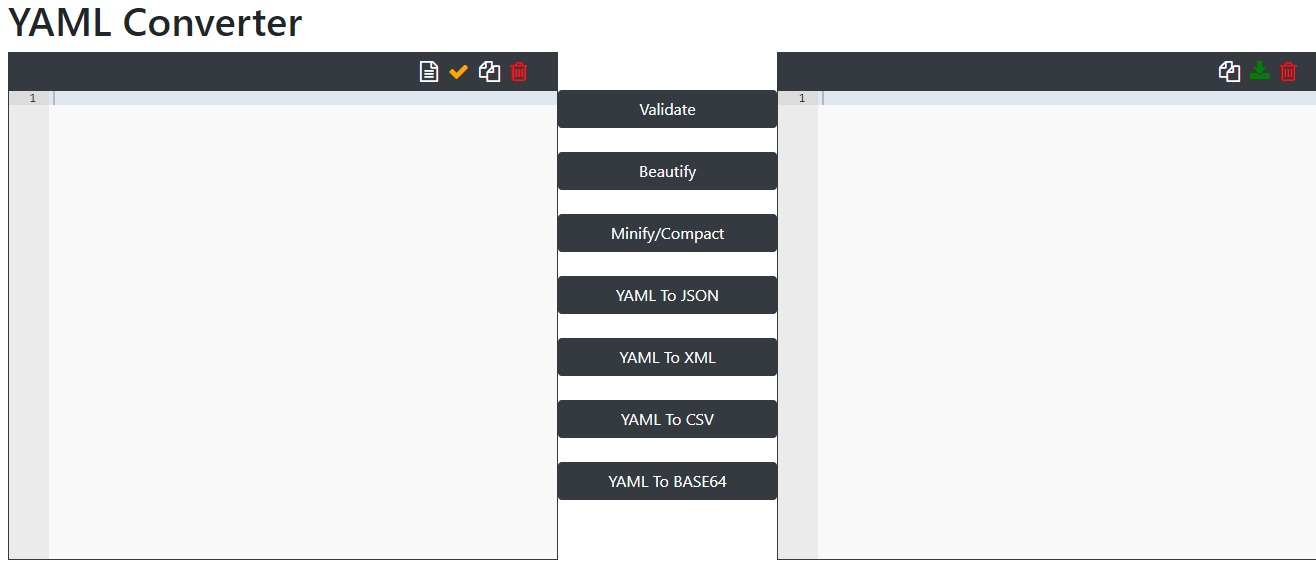 YAML Converter
1
Validate
Beautify
Minify/Compact
YAML To JSON
YAML To XML
YAML To CSV
YAML To BASE64
1